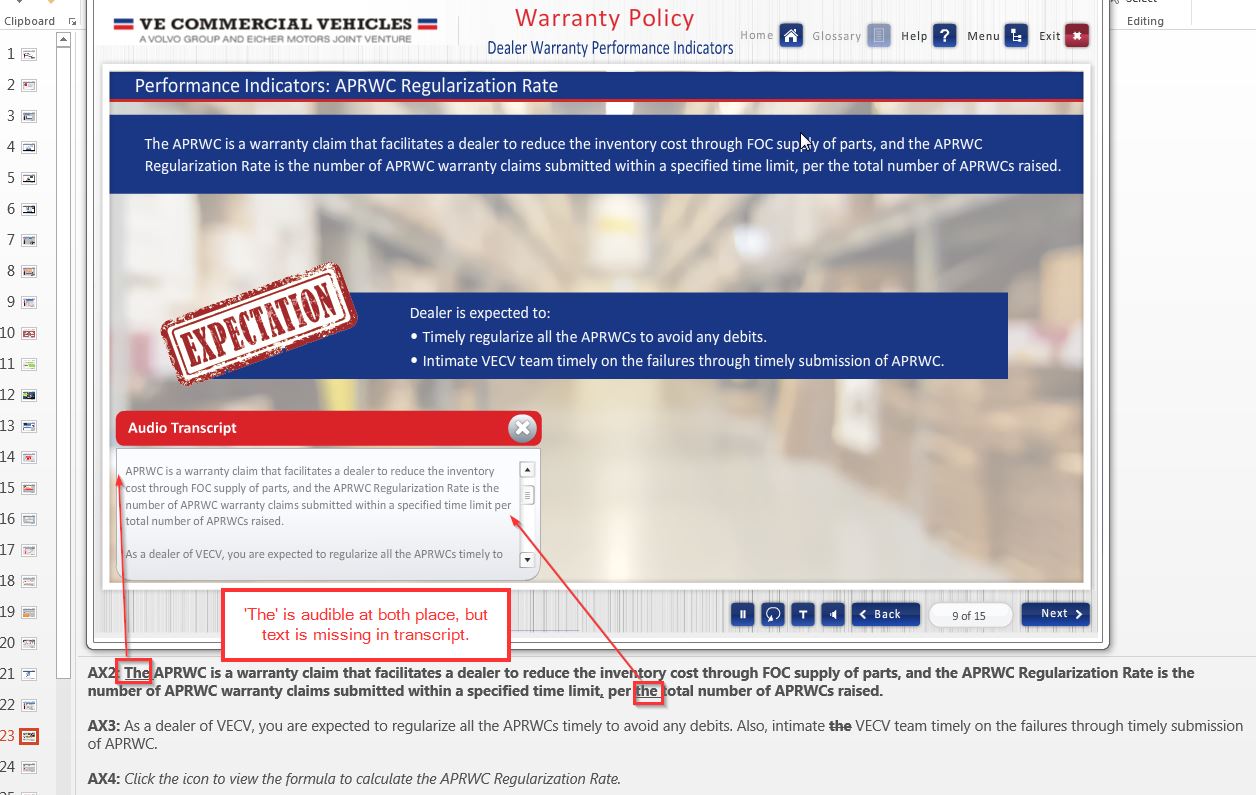 Clipboard
Select
Editing
VE COMMERCIAL VEHICLES
A VOLVO GROUP AND EICHER MOTORS JOINT VENTURE
Warranty Policy
Dealer Warranty Performance Indicators
Home
Glossary
Help
?
Menu
Exit
Performance Indicators: APRWC Regularization Rate
The APRWC is a warranty claim that facilitates a dealer to reduce the inventory cost through FOC supply of parts, and the APRWC
Regularization Rate is the number of APRWC warranty claims submitted within a specified time limit, per the total number of APRWCs raised.
EXPECTATION
Dealer is expected to:
• Timely regularize all the APRWCs to avoid any debits.
• Intimate VECV team timely on the failures through timely submission of APRWC.
Audio Transcript
APRWC is a warranty claim that facilitates a dealer to reduce the inventory
cost through FOC supply of parts, and the APRWC Regularization Rate is the
number of APRWC warranty claims submitted within a specified time limit per
total number of APRWCs raised.
As a dealer of VECV, you are expected to regularize all the APRWCs timely to
'The' is audible at both place, but
text is missing in transcript.
T
Back
9 of 15
Next
AX2: The APRWC is a warranty claim that facilitates a dealer to reduce the inventory cost through FOC supply of parts, and the APRWC Regularization Rate is the
number of APRWC warranty claims submitted within a specified time limit, per the total number of APRWCs raised.
AX3: As a dealer of VECV, you are expected to regularize all the APRWCs timely to avoid any debits. Also, intimate the VECV team timely on the failures through timely submission
of APRWC.
AX4: Click the icon to view the formula to calculate the APRWC Regularization Rate.
1
2
3
4
5
6
7
8
9
10
11
12
13
14
15
16
17
18
19
20
21
22
23
24